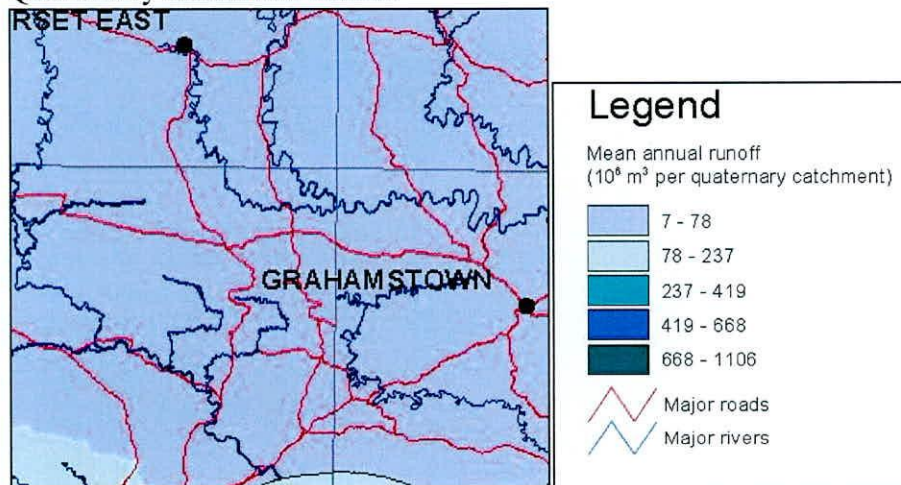 RSET EAST
GRAHAMSTOWN
Legend
Mean annual runoff
(10⁶ m³ per quaternary catchment)
7 - 78
78 - 237
237 - 419
419 - 668
668 - 1106
Major roads
Major rivers